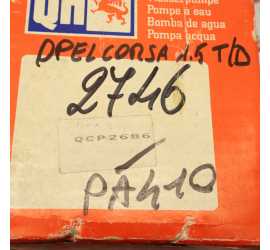 QH
Pompe à eau
Bomba de agua
Pompa acqua
OPEL CORSA 1.5 T/D
2746
QCP2686
PA410